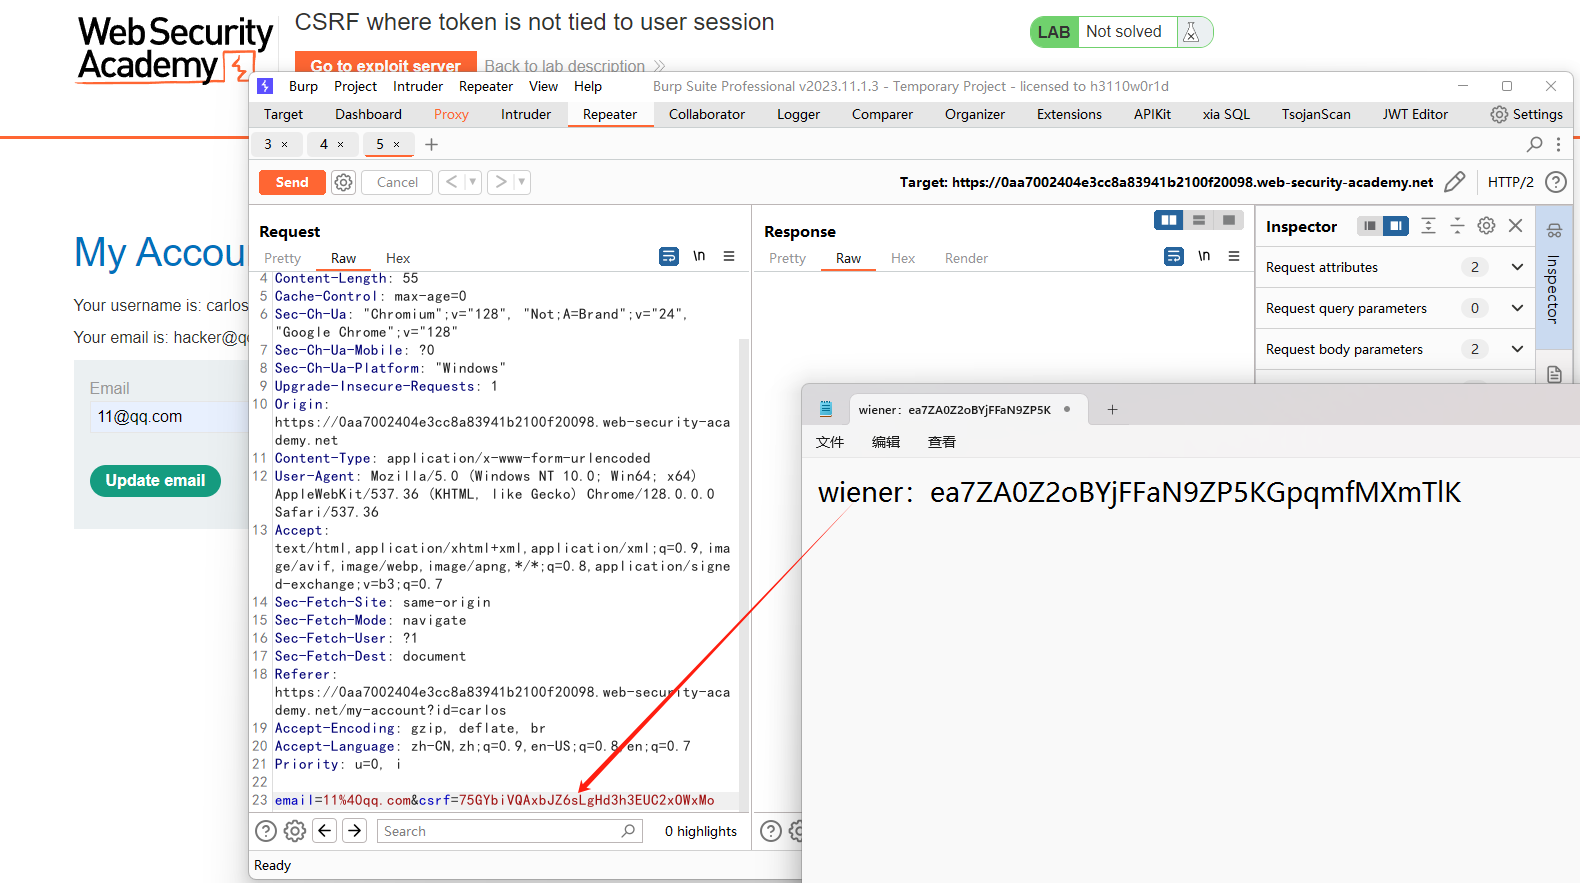 Web Security
Academy
CSRF where token is not tied to user session
Go to exploit server
Back to lab description
LAB
Not solved
Burp Project Intruder Repeater View Help
Burp Suite Professional v2023.11.1.3 - Temporary Project - licensed to h3110w0r1d
Target Dashboard Proxy Intruder Repeater Collaborator Logger Comparer Organizer Extensions APIKit xia SQL TsojanScan JWT Editor Settings
3 × 4 × 5 × +
Send Cancel < >
Target: https://0aa7002404e3cc8a83941b2100f20098.web-security-academy.net
HTTP/2 ?
My Accou
Your username is: carlos
Your email is: hacker@q
Email
11@qq.com
Update email
Request
Pretty Raw Hex \n
4 Content-Length: 55
5 Cache-Control: max-age=0
6 Sec-Ch-Ua: "Chromium";v="128", "Not;A=Brand";v="24",
"Google Chrome";v="128"
7 Sec-Ch-Ua-Mobile: ?0
8 Sec-Ch-Ua-Platform: "Windows"
9 Upgrade-Insecure-Requests: 1
10 Origin:
https://0aa7002404e3cc8a83941b2100f20098.web-security-aca
demy.net
11 Content-Type: application/x-www-form-urlencoded
12 User-Agent: Mozilla/5.0 (Windows NT 10.0; Win64; x64)
AppleWebKit/537.36 (KHTML, like Gecko) Chrome/128.0.0.0
Safari/537.36
13 Accept:
text/html,application/xhtml+xml,application/xml;q=0.9,ima
ge/avif,image/webp,image/apng,*/*;q=0.8,application/signe
d-exchange;v=b3;q=0.7
14 Sec-Fetch-Site: same-origin
15 Sec-Fetch-Mode: navigate
16 Sec-Fetch-User: ?1
17 Sec-Fetch-Dest: document
18 Referer:
https://0aa7002404e3cc8a83941b2100f20098.web-security-aca
demy.net/my-account?id=carlos
19 Accept-Encoding: gzip, deflate, br
20 Accept-Language: zh-CN,zh;q=0.9,en-US;q=0.8,en;q=0.7
21 Priority: u=0, i
22
23 email=11%40qq.com&csrf=75GYbiVQAxbJZ6sLgHd3h3EUC2xOWxMo
? Search 0 highlights
Ready
Response
Pretty Raw Hex Render \n
?
Inspector
Request attributes 2
Request query parameters 0
Request body parameters 2
Inspector
wiener：ea7ZA0Z2oBYjFFaN9ZP5K
+
文件 编辑 查看
wiener：ea7ZA0Z2oBYjFFaN9ZP5KGpqmfMXmTlK